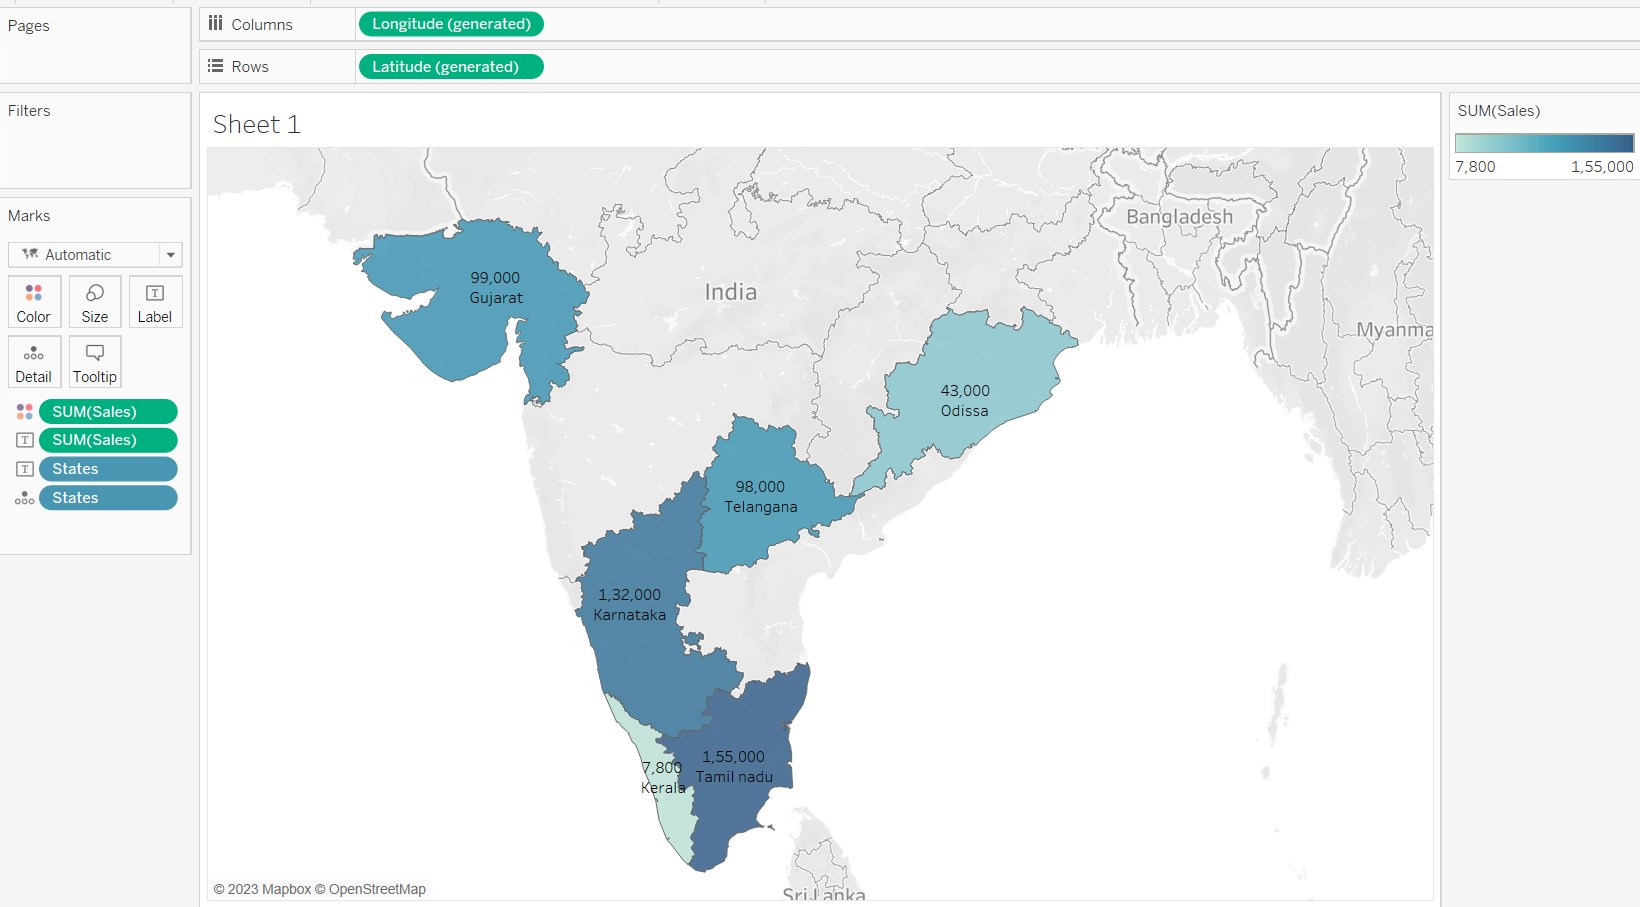 Pages
Columns
Longitude (generated)
Rows
Latitude (generated)
Filters
Marks
Automatic
Color
Size
Label
Detail
Tooltip
SUM(Sales)
SUM(Sales)
States
States
Sheet 1
Bangladesh
India
Myanma
99,000
Gujarat
43,000
Odissa
98,000
Telangana
1,32,000
Karnataka
1,55,000
Tamil nadu
7,800
Kerala
Sri Lanka
© 2023 Mapbox © OpenStreetMap
SUM(Sales)
7,800
1,55,000